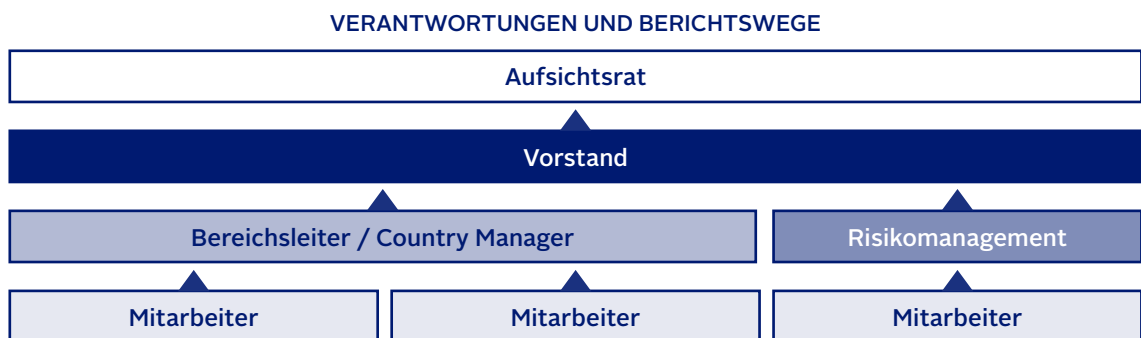 VERANTWORTUNGEN UND BERICHTSWEGE
Aufsichtsrat
Vorstand
Bereichsleiter / Country Manager
Risikomanagement
Mitarbeiter
Mitarbeiter
Mitarbeiter